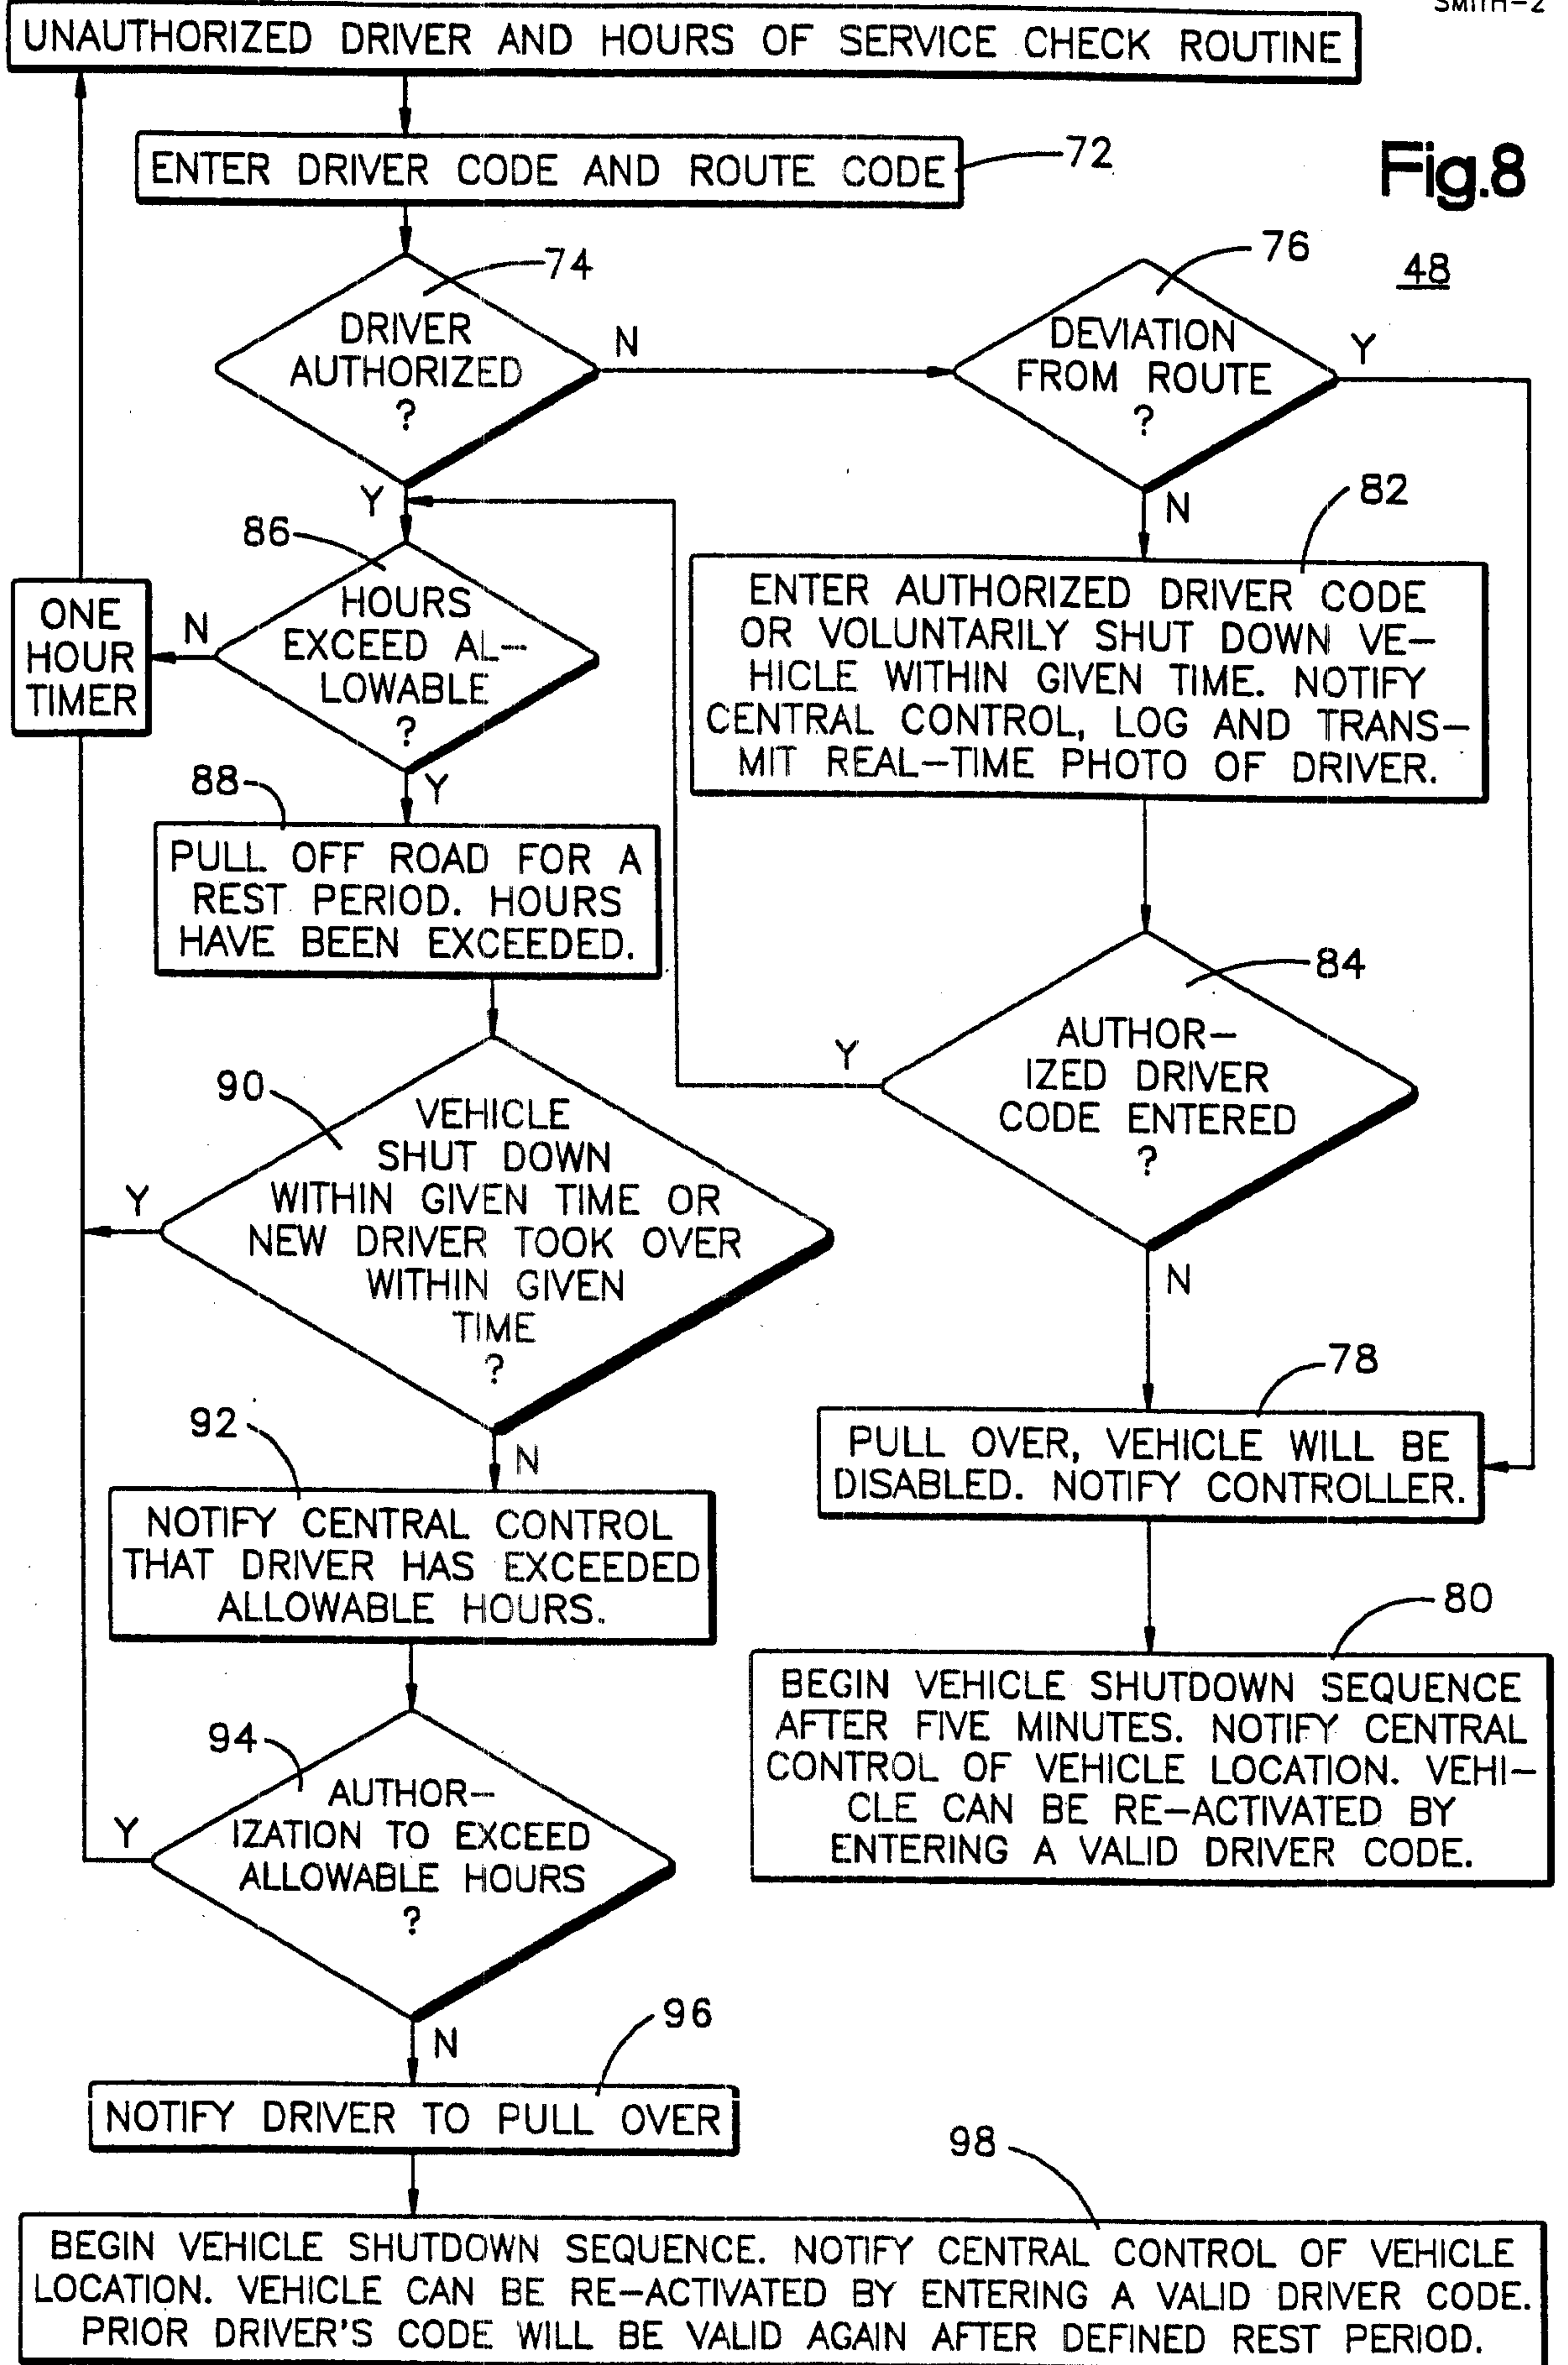 SMITH-2
UNAUTHORIZED DRIVER AND HOURS OF SERVICE CHECK ROUTINE
ENTER DRIVER CODE AND ROUTE CODE
72
Fig.8
48
74
DRIVER
AUTHORIZED
?
N
Y
76
DEVIATION
FROM ROUTE
?
Y
N
82
ENTER AUTHORIZED DRIVER CODE
OR VOLUNTARILY SHUT DOWN VE-
HICLE WITHIN GIVEN TIME. NOTIFY
CENTRAL CONTROL, LOG AND TRANS-
MIT REAL-TIME PHOTO OF DRIVER.
86
HOURS
EXCEED AL-
LOWABLE
?
N
Y
ONE
HOUR
TIMER
88
PULL OFF ROAD FOR A
REST PERIOD. HOURS
HAVE BEEN EXCEEDED.
84
AUTHOR-
IZED DRIVER
CODE ENTERED
?
Y
N
90
VEHICLE
SHUT DOWN
WITHIN GIVEN TIME OR
NEW DRIVER TOOK OVER
WITHIN GIVEN
TIME
?
Y
N
78
PULL OVER, VEHICLE WILL BE
DISABLED. NOTIFY CONTROLLER.
92
NOTIFY CENTRAL CONTROL
THAT DRIVER HAS EXCEEDED
ALLOWABLE HOURS.
80
BEGIN VEHICLE SHUTDOWN SEQUENCE
AFTER FIVE MINUTES. NOTIFY CENTRAL
CONTROL OF VEHICLE LOCATION. VEHI-
CLE CAN BE RE-ACTIVATED BY
ENTERING A VALID DRIVER CODE.
94
AUTHOR-
IZATION TO EXCEED
ALLOWABLE HOURS
?
Y
N
96
NOTIFY DRIVER TO PULL OVER
98
BEGIN VEHICLE SHUTDOWN SEQUENCE. NOTIFY CENTRAL CONTROL OF VEHICLE
LOCATION. VEHICLE CAN BE RE-ACTIVATED BY ENTERING A VALID DRIVER CODE.
PRIOR DRIVER'S CODE WILL BE VALID AGAIN AFTER DEFINED REST PERIOD.